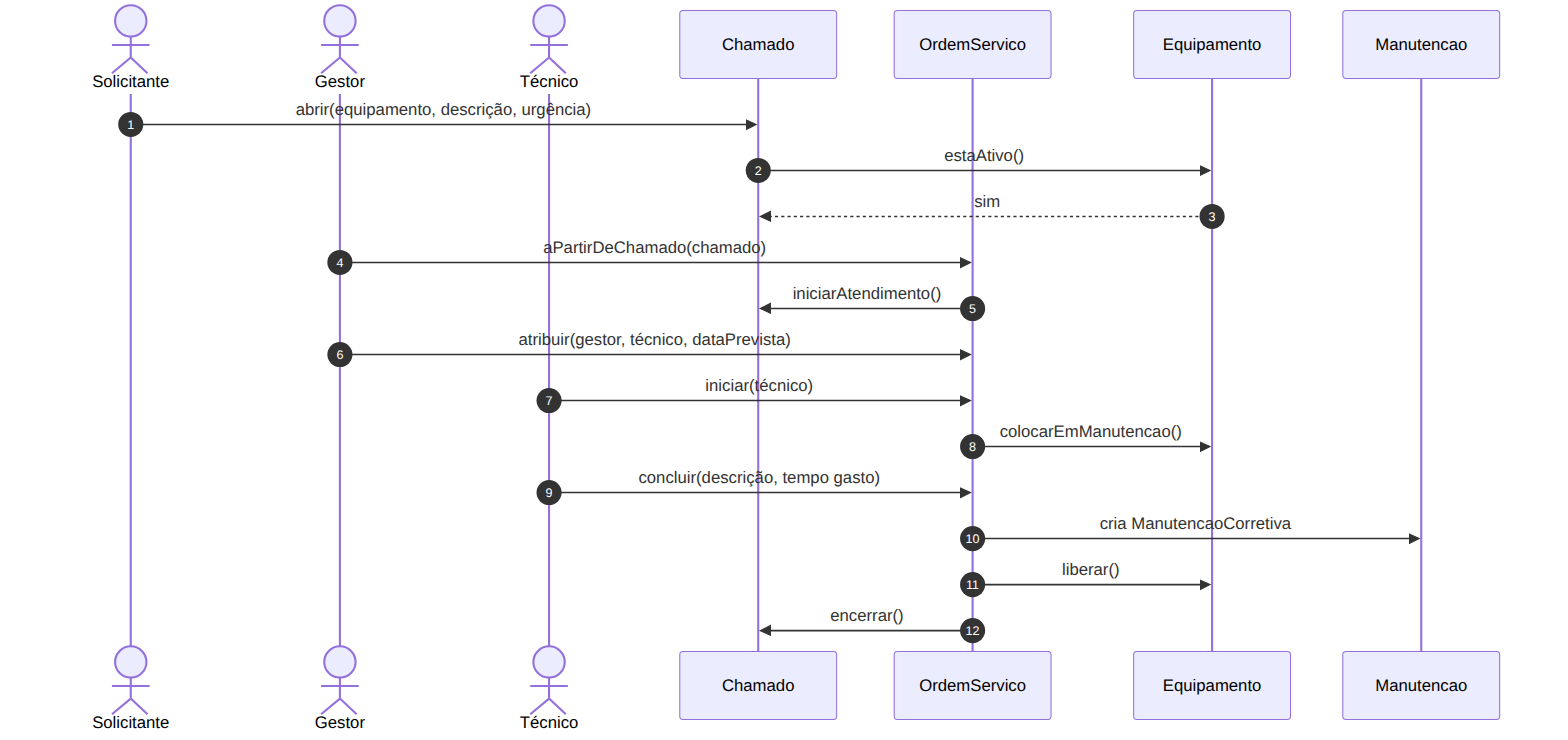 Solicitante
Gestor
Técnico
Chamado
OrdemServico
Equipamento
Manutencao
abrir(equipamento, descrição, urgência)
1
estaAtivo()
2
sim
3
aPartirDeChamado(chamado)
4
iniciarAtendimento()
5
atribuir(gestor, técnico, dataPrevista)
6
iniciar(técnico)
7
colocarEmManutencao()
8
concluir(descrição, tempo gasto)
9
cria ManutencaoCorretiva
10
liberar()
11
encerrar()
12
Solicitante
Gestor
Técnico
Chamado
OrdemServico
Equipamento
Manutencao